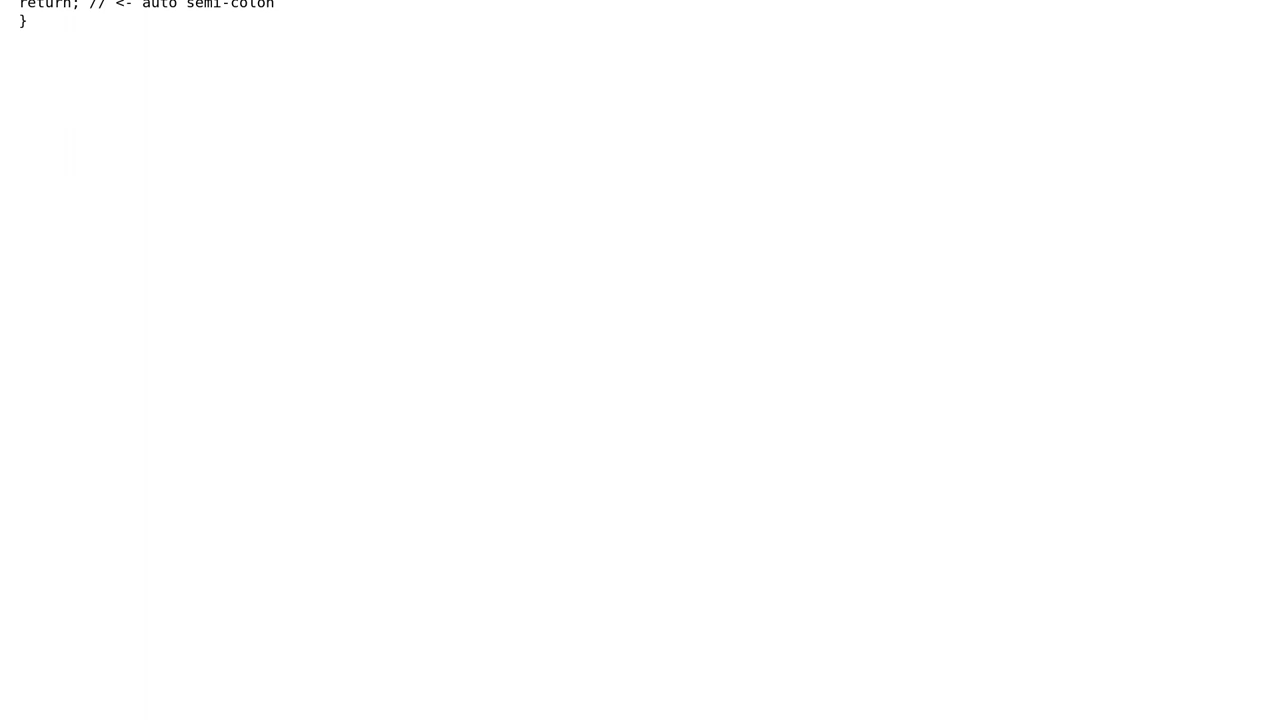 return; // <- auto semi-colon
}